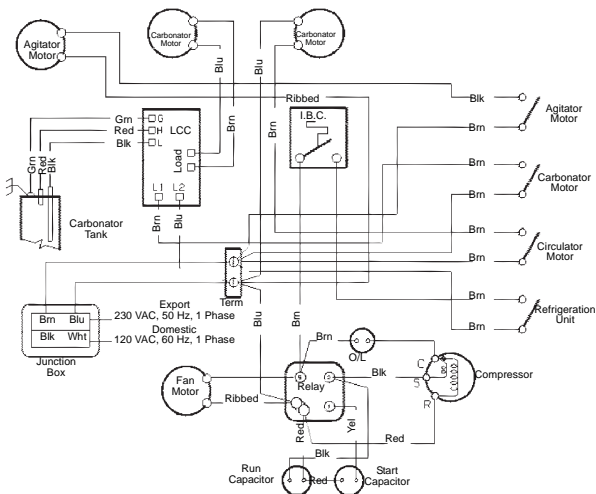 Agitator
Motor
Carbonator
Motor
Carbonator
Motor
Blu
Blu
Brn
Ribbed
I.B.C.
Blk
Brn
Agitator
Motor
Grn
Red
Blk
G
H
L
LCC
Load
L1 L2
Grn
Red
Blk
Brn
Blu
Carbonator
Tank
Brn
Brn
Carbonator
Motor
Brn
Brn
Circulator
Motor
Brn
Brn
Refrigeration
Unit
Term
Export
230 VAC, 50 Hz, 1 Phase
Domestic
120 VAC, 60 Hz, 1 Phase
Brn Blu
Blk Wht
Junction
Box
Blu
Brn
Brn
O/L
Blk
C
S
R
Compressor
Fan
Motor
Ribbed
Relay
Red
Yel
Red
Blk
Run
Capacitor
Red
Start
Capacitor